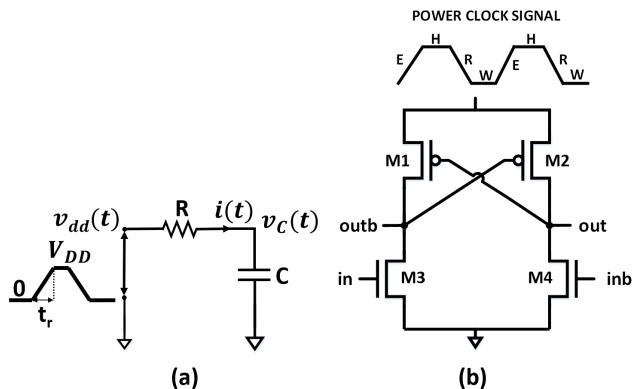 POWER CLOCK SIGNAL
E H R W E H R W
M1 M2
outb out
in M3 M4 inb
v_dd(t) R i(t) v_C(t)
V_DD
0
t_r
C
(a) (b)